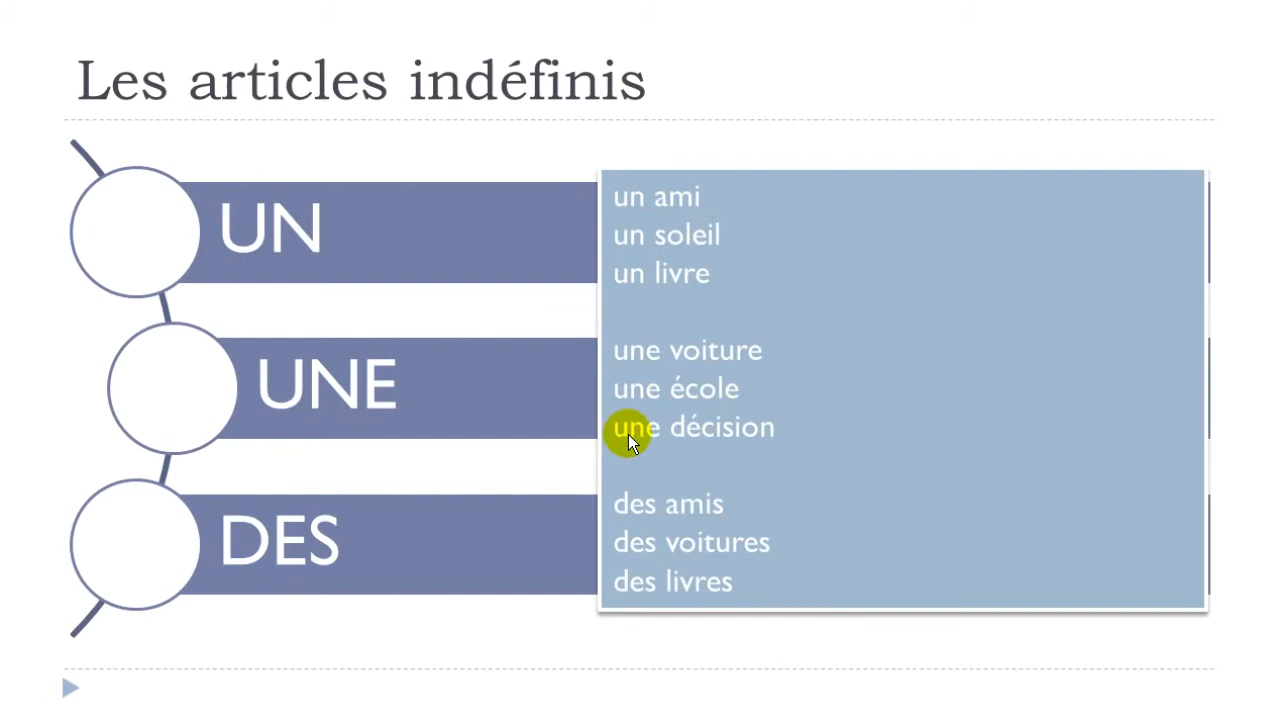 Les articles indéfinis
UN
un ami
un soleil
un livre
UNE
une voiture
une école
une décision
DES
des amis
des voitures
des livres